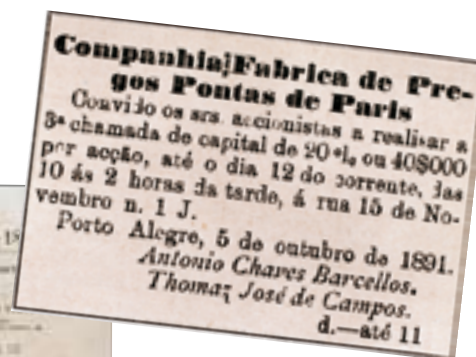 Companhia Fabrica de Pre-
gos Pontas de Paris
Convido os srs. accionistas a realisar a
3ª chamada de capital de 20 •l. ou 40$000
por acção, até o dia 12 do corrente, das
10 ás 2 horas da tarde, á rua 15 de No-
vembro n. 1 J.
Porto Alegre, 5 de outubro de 1891.
Antonio Chaves Barcellos.
Thomaz José de Campos.
d.—até 11